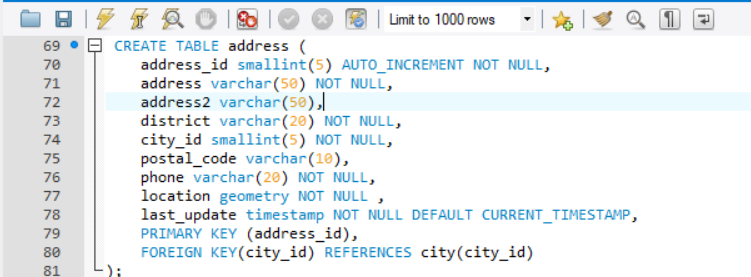 Limit to 1000 rows
69 CREATE TABLE address (
70 address_id smallint(5) AUTO_INCREMENT NOT NULL,
71 address varchar(50) NOT NULL,
72 address2 varchar(50),
73 district varchar(20) NOT NULL,
74 city_id smallint(5) NOT NULL,
75 postal_code varchar(10),
76 phone varchar(20) NOT NULL,
77 location geometry NOT NULL ,
78 last_update timestamp NOT NULL DEFAULT CURRENT_TIMESTAMP,
79 PRIMARY KEY (address_id),
80 FOREIGN KEY(city_id) REFERENCES city(city_id)
81 );